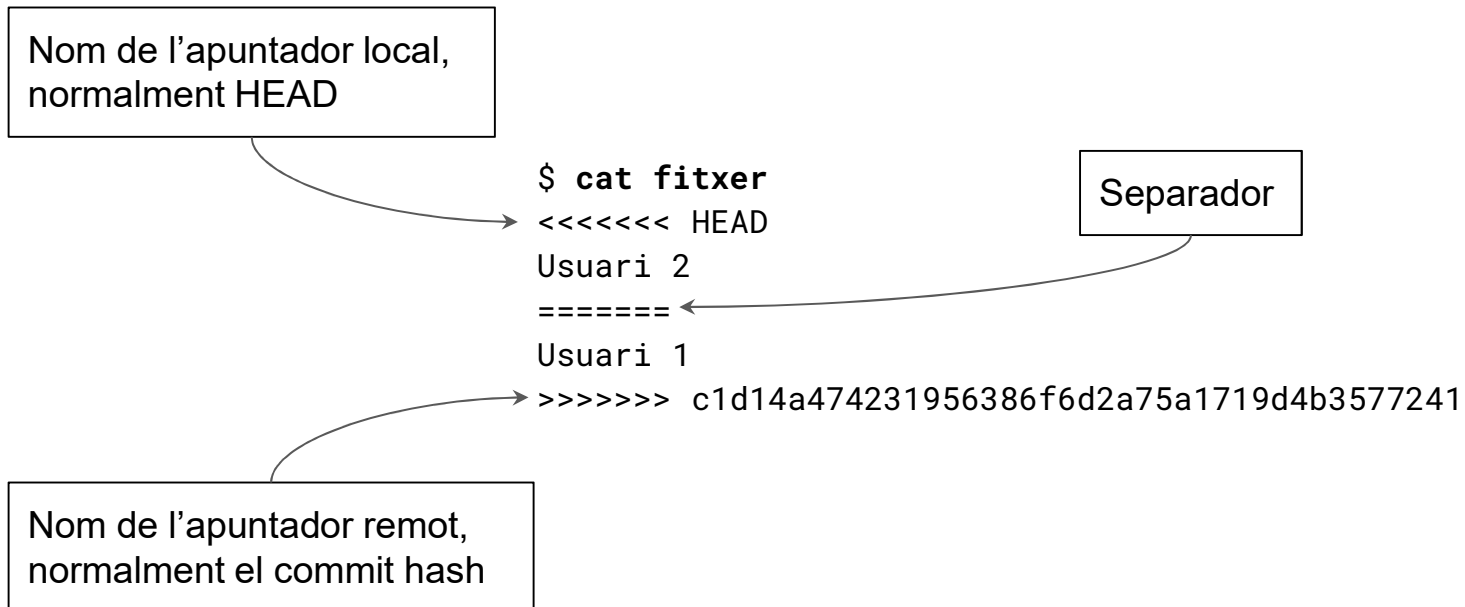 Nom de l’apuntador local,
normalment HEAD
$ cat fitxer
<<<<<<< HEAD
Usuari 2
=======
Usuari 1
>>>>>>> c1d14a474231956386f6d2a75a1719d4b3577241
Separador
Nom de l’apuntador remot,
normalment el commit hash